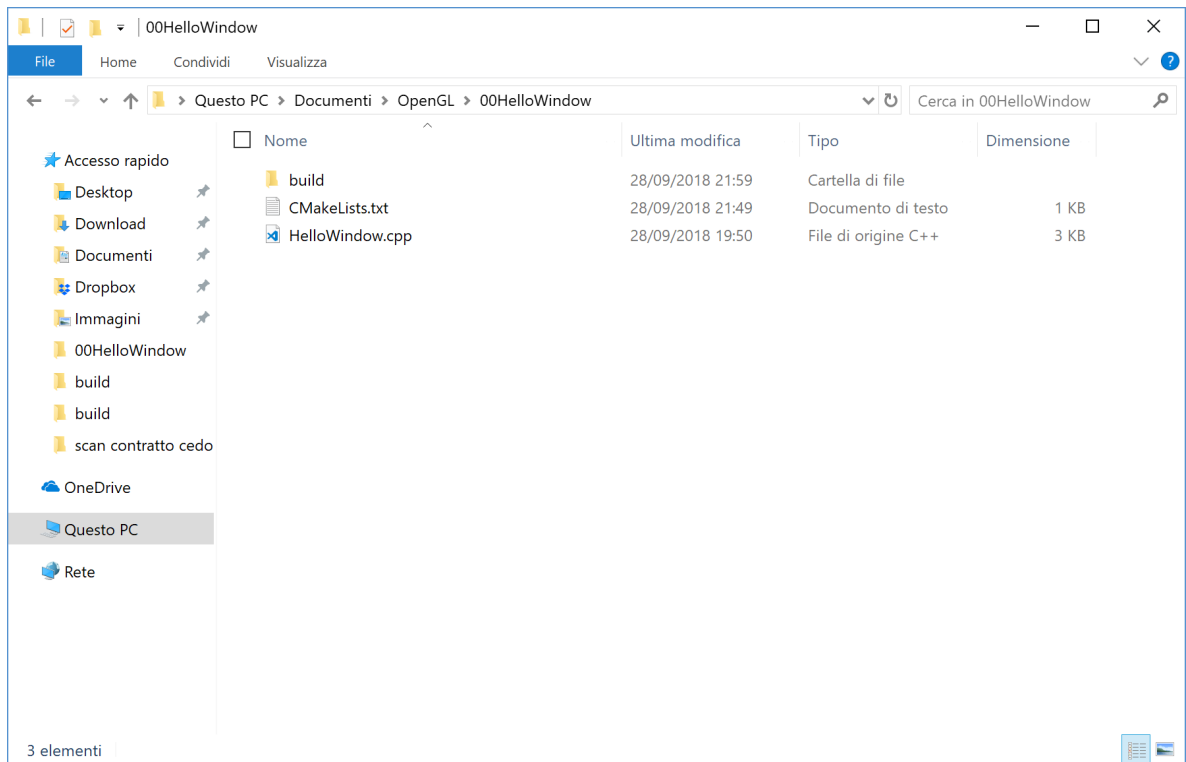 00HelloWindow
File Home Condividi Visualizza ?
Questo PC > Documenti > OpenGL > 00HelloWindow
Cerca in 00HelloWindow
Nome Ultima modifica Tipo Dimensione
build 28/09/2018 21:59 Cartella di file
CMakeLists.txt 28/09/2018 21:49 Documento di testo 1 KB
HelloWindow.cpp 28/09/2018 19:50 File di origine C++ 3 KB
Accesso rapido
Desktop
Download
Documenti
Dropbox
Immagini
00HelloWindow
build
build
scan contratto cedo
OneDrive
Questo PC
Rete
3 elementi